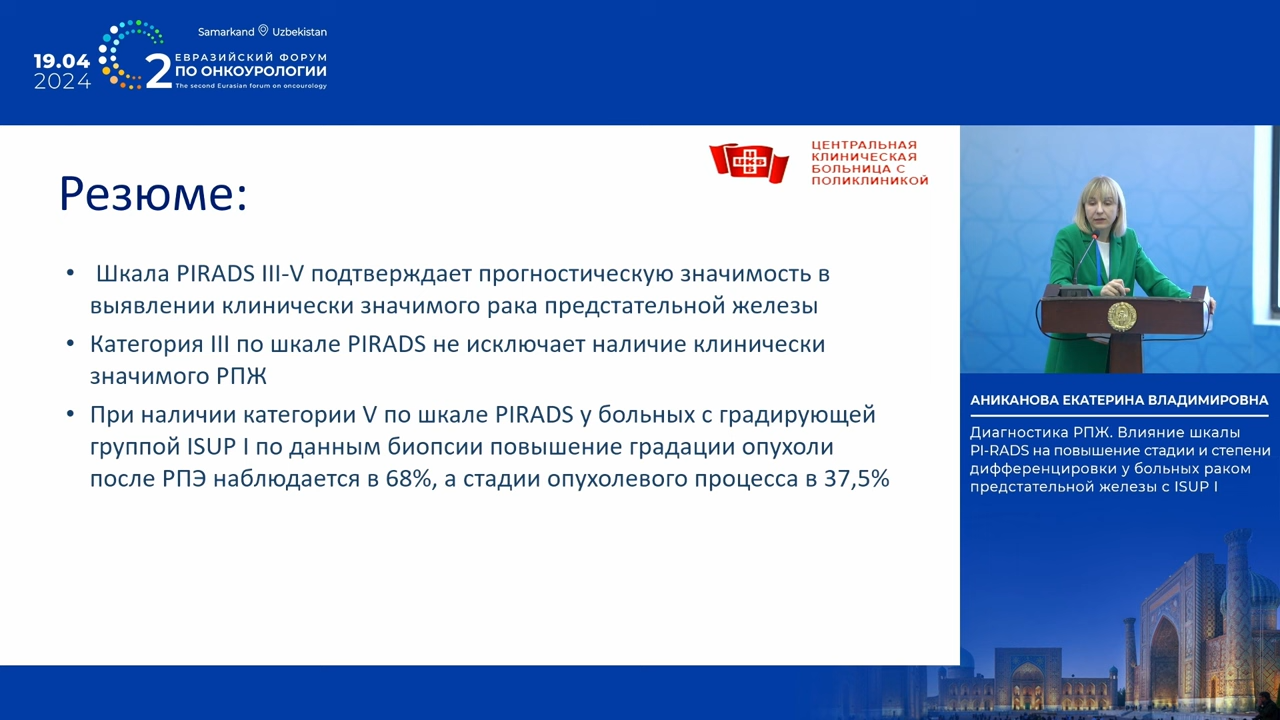 Samarkand Uzbekistan
19.04
2024
2
ЕВРАЗИЙСКИЙ ФОРУМ
ПО ОНКОУРОЛОГИИ
The second Eurasian forum on oncourology
ЦЕНТРАЛЬНАЯ
КЛИНИЧЕСКАЯ
БОЛЬНИЦА С
ПОЛИКЛИНИКОЙ
Резюме:
• Шкала PIRADS III-V подтверждает прогностическую значимость в
выявлении клинически значимого рака предстательной железы
• Категория III по шкале PIRADS не исключает наличие клинически
значимого РПЖ
• При наличии категории V по шкале PIRADS у больных с градирующей
группой ISUP I по данным биопсии повышение градации опухоли
после РПЭ наблюдается в 68%, а стадии опухолевого процесса в 37,5%
АНИКАНОВА ЕКАТЕРИНА ВЛАДИМИРОВНА
Диагностика РПЖ. Влияние шкалы
PI-RADS на повышение стадии и степени
дифференцировки у больных раком
предстательной железы с ISUP I